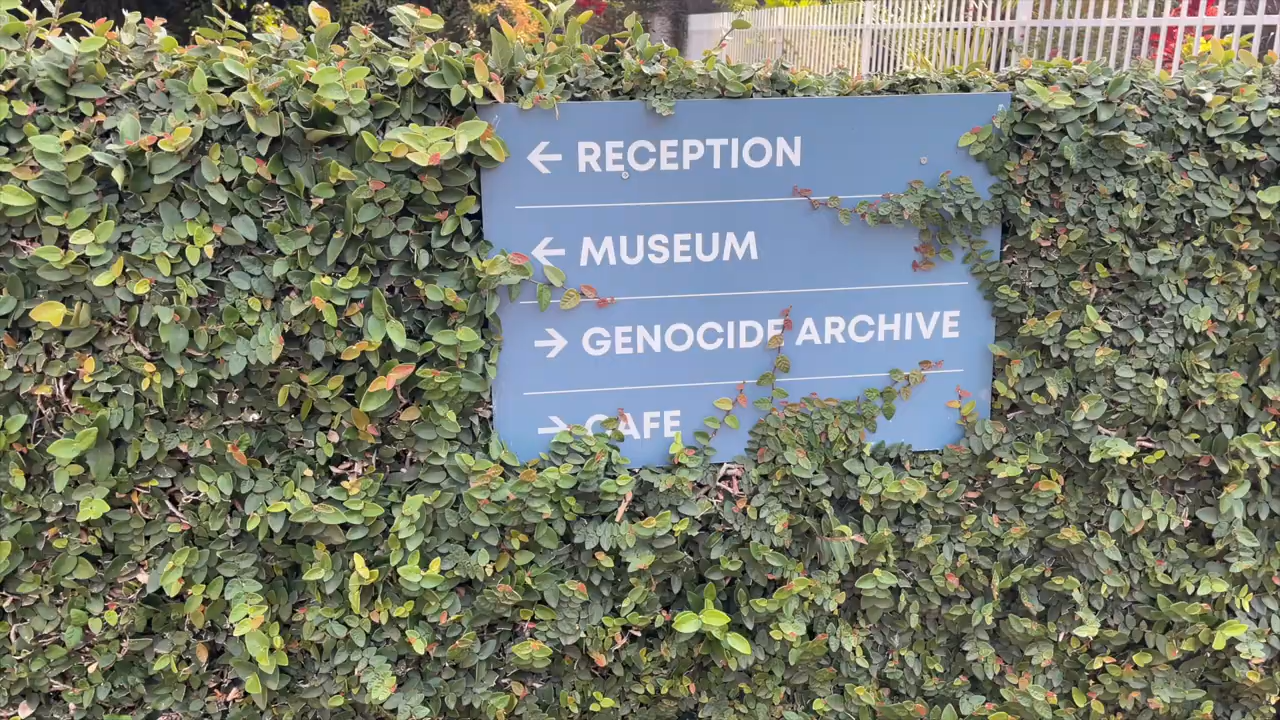 ← RECEPTION
← MUSEUM
→ GENOCIDE ARCHIVE
→ CAFE